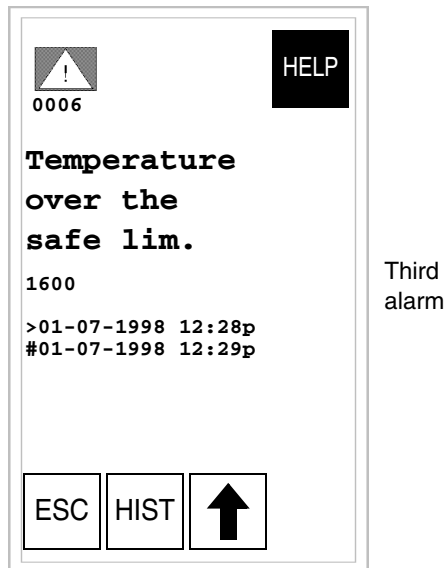 !
HELP
0006
Temperature
over the
safe lim.
1600
>01-07-1998 12:28p
#01-07-1998 12:29p
Third
alarm
ESC HIST